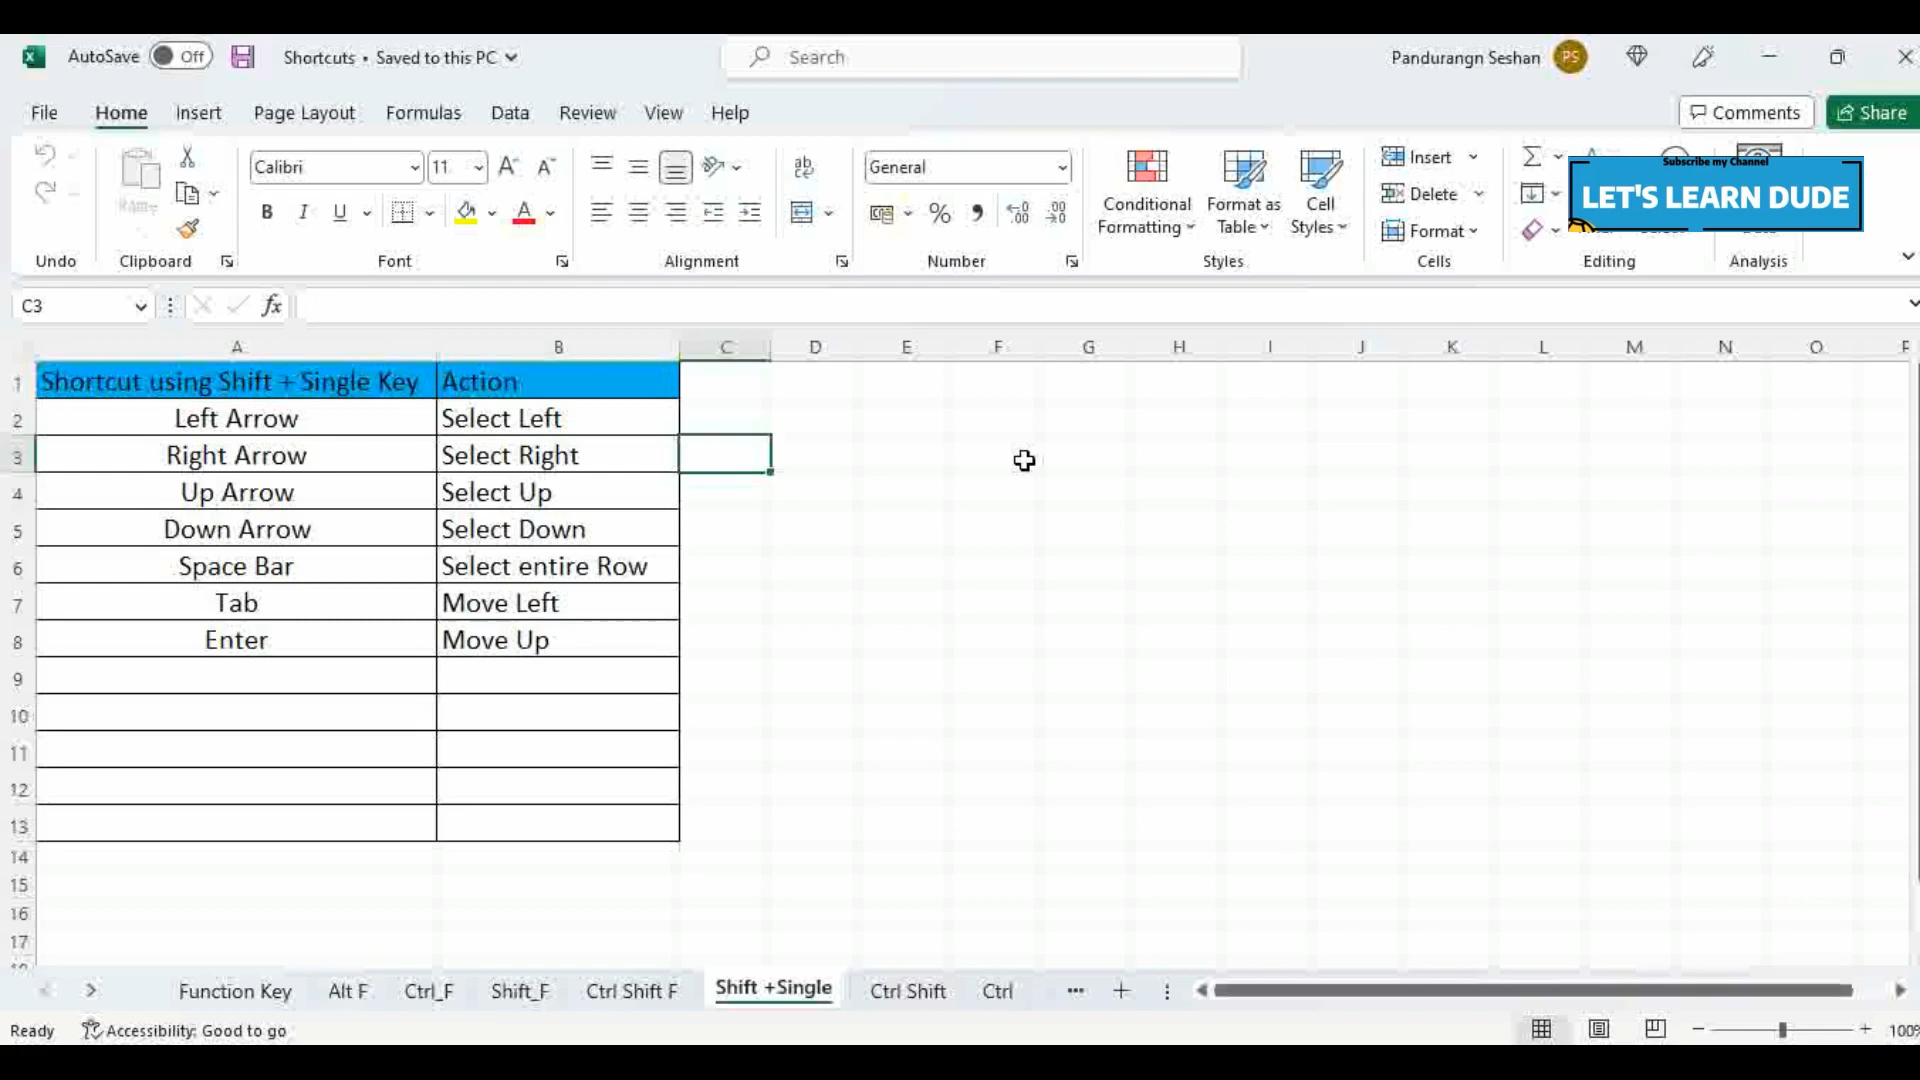 AutoSave Off Shortcuts • Saved to this PC Search Pandurangn Seshan PS
File Home Insert Page Layout Formulas Data Review View Help Comments Share
Calibri 11 A A ab General Insert
Subscribe my Channel
LET'S LEARN DUDE
B I U A % Conditional Format as Cell Delete
Formatting Table Styles Format
Undo Clipboard Font Alignment Number Styles Cells Editing Analysis
C3 fx
A B C D E F G H I J K L M N O
1 Shortcut using Shift + Single Key Action
2 Left Arrow Select Left
3 Right Arrow Select Right
4 Up Arrow Select Up
5 Down Arrow Select Down
6 Space Bar Select entire Row
7 Tab Move Left
8 Enter Move Up
9
10
11
12
13
14
15
16
17
Function Key Alt F Ctrl_F Shift_F Ctrl Shift F Shift +Single Ctrl Shift Ctrl
Ready Accessibility: Good to go 100%